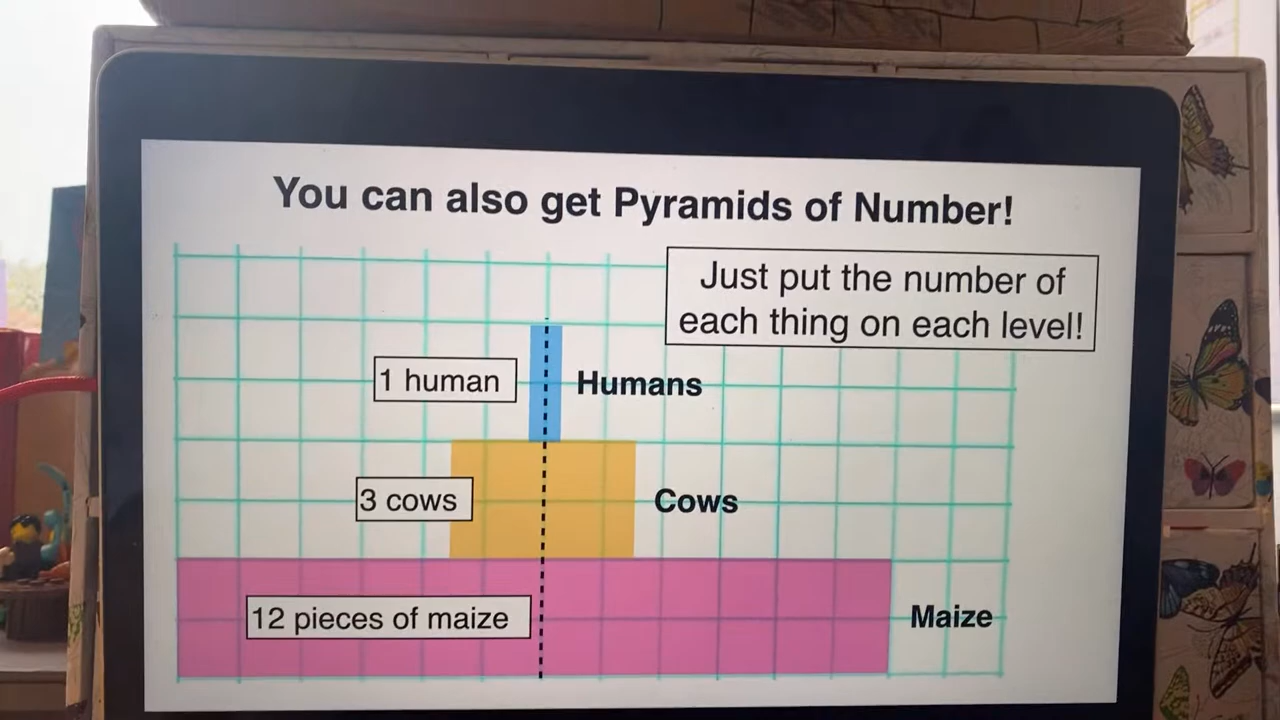 You can also get Pyramids of Number!
Just put the number of
each thing on each level!
1 human
Humans
3 cows
Cows
12 pieces of maize
Maize